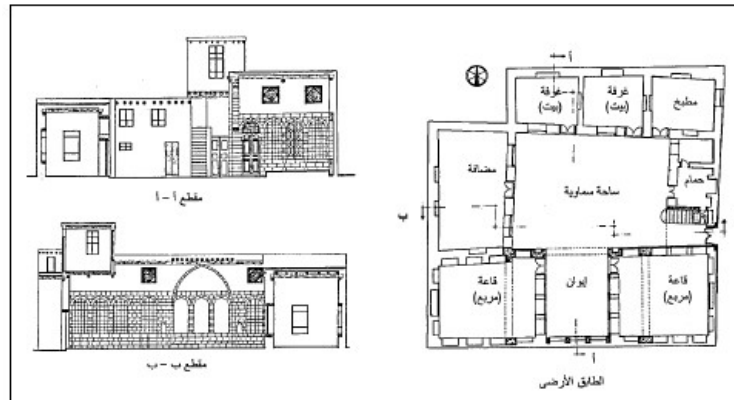 مقطع أ - أ
مقطع ب - ب
أ
غرفة
(بيت)
غرفة
(بيت)
مطبخ
مضافة
ساحة سماوية
حمام
ب
قاعة
(مربع)
إيوان
قاعة
(مربع)
أ
الطابق الأرضي